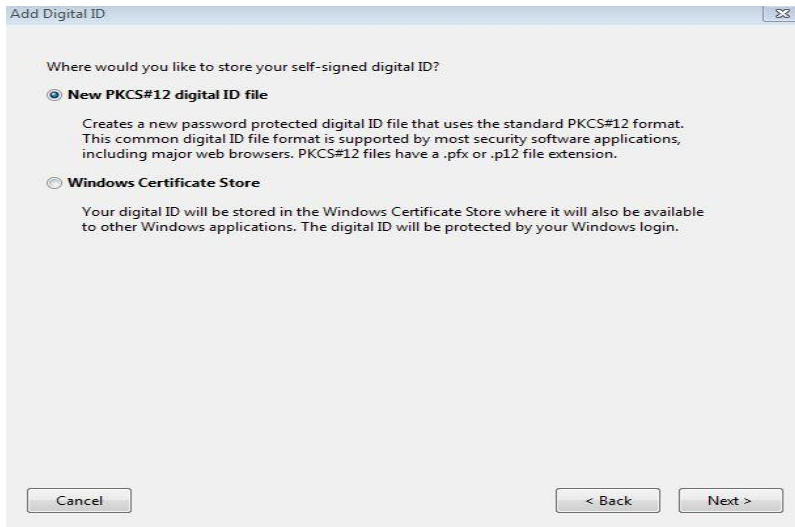 Add Digital ID
Where would you like to store your self-signed digital ID?
New PKCS#12 digital ID file
Creates a new password protected digital ID file that uses the standard PKCS#12 format.
This common digital ID file format is supported by most security software applications,
including major web browsers. PKCS#12 files have a .pfx or .p12 file extension.
Windows Certificate Store
Your digital ID will be stored in the Windows Certificate Store where it will also be available
to other Windows applications. The digital ID will be protected by your Windows login.
Cancel
< Back
Next >